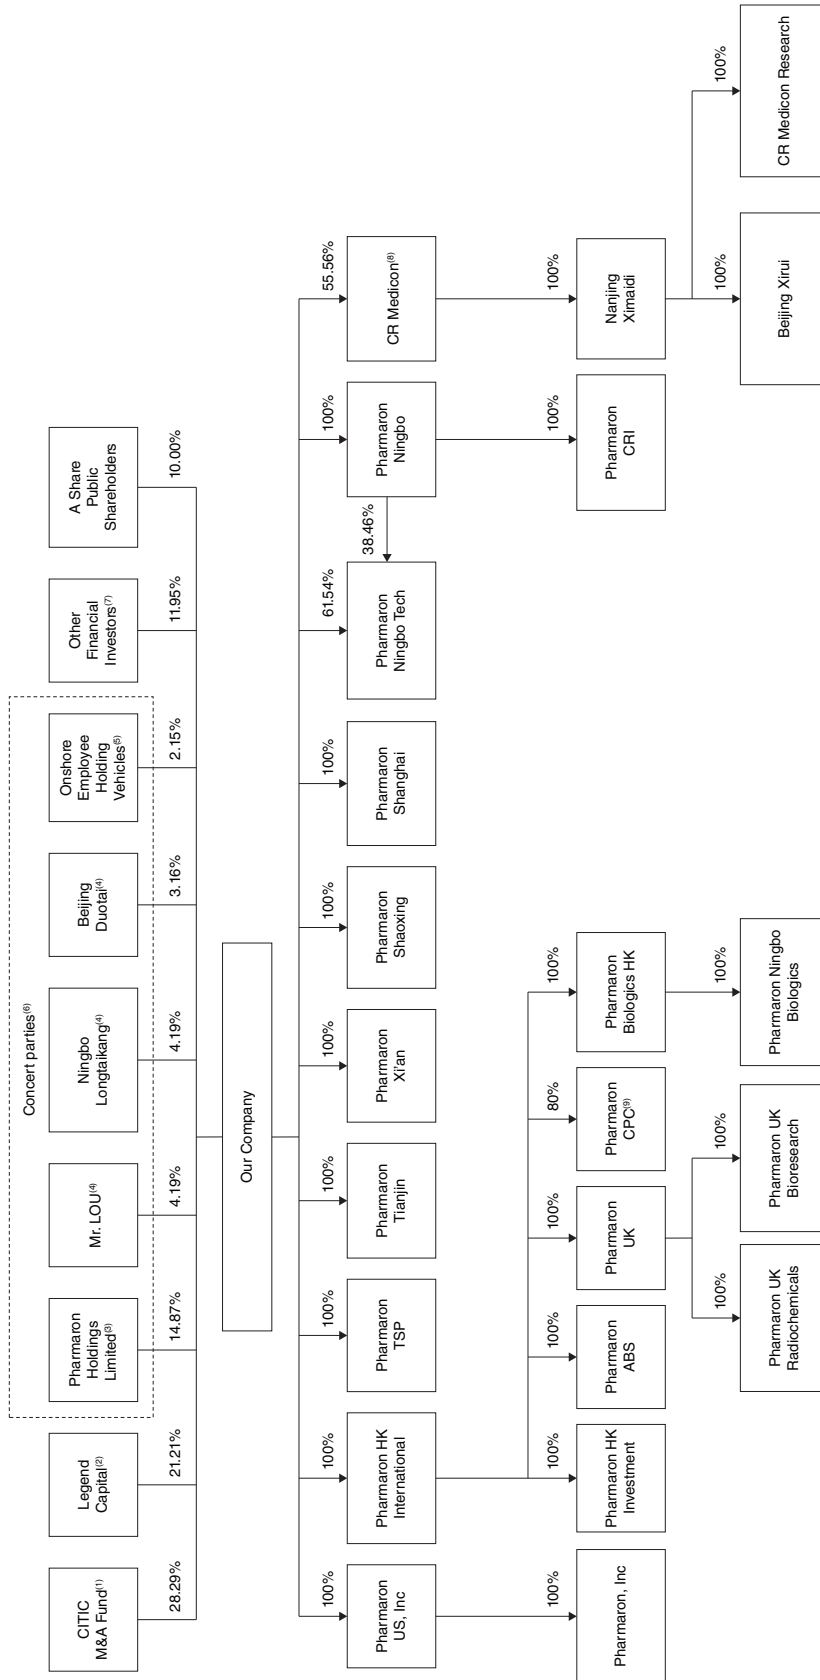 Concert parties(6)
CITIC
M&A Fund(1)
Legend
Capital(2)
Pharmaron
Holdings
Limited(3)
Mr. LOU(4)
Ningbo
Longtaikang(4)
Beijing
Duotai(4)
Onshore
Employee
Holding
Vehicles(5)
Other
Financial
Investors(7)
A Share
Public
Shareholders
28.29%
21.21%
14.87%
4.19%
4.19%
3.16%
2.15%
11.95%
10.00%
Our Company
100%
100%
100%
100%
100%
100%
100%
61.54%
100%
55.56%
Pharmaron
US, Inc
Pharmaron HK
International
Pharmaron
TSP
Pharmaron
Tianjin
Pharmaron
Xi'an
Pharmaron
Shaoxing
Pharmaron
Shanghai
Pharmaron
Ningbo Tech
38.46%
Pharmaron
Ningbo
CR Medicon(8)
100%
100%
100%
100%
80%
100%
100%
100%
Pharmaron, Inc
Pharmaron HK
Investment
Pharmaron
ABS
Pharmaron
UK
Pharmaron
CPC(9)
Pharmaron
Biologics HK
Pharmaron
CRI
Nanjing
Ximaidi
100%
100%
100%
100%
100%
Pharmaron UK
Radiochemicals
Pharmaron UK
Bioresearch
Pharmaron Ningbo
Biologics
Beijing Xirui
CR Medicon Research